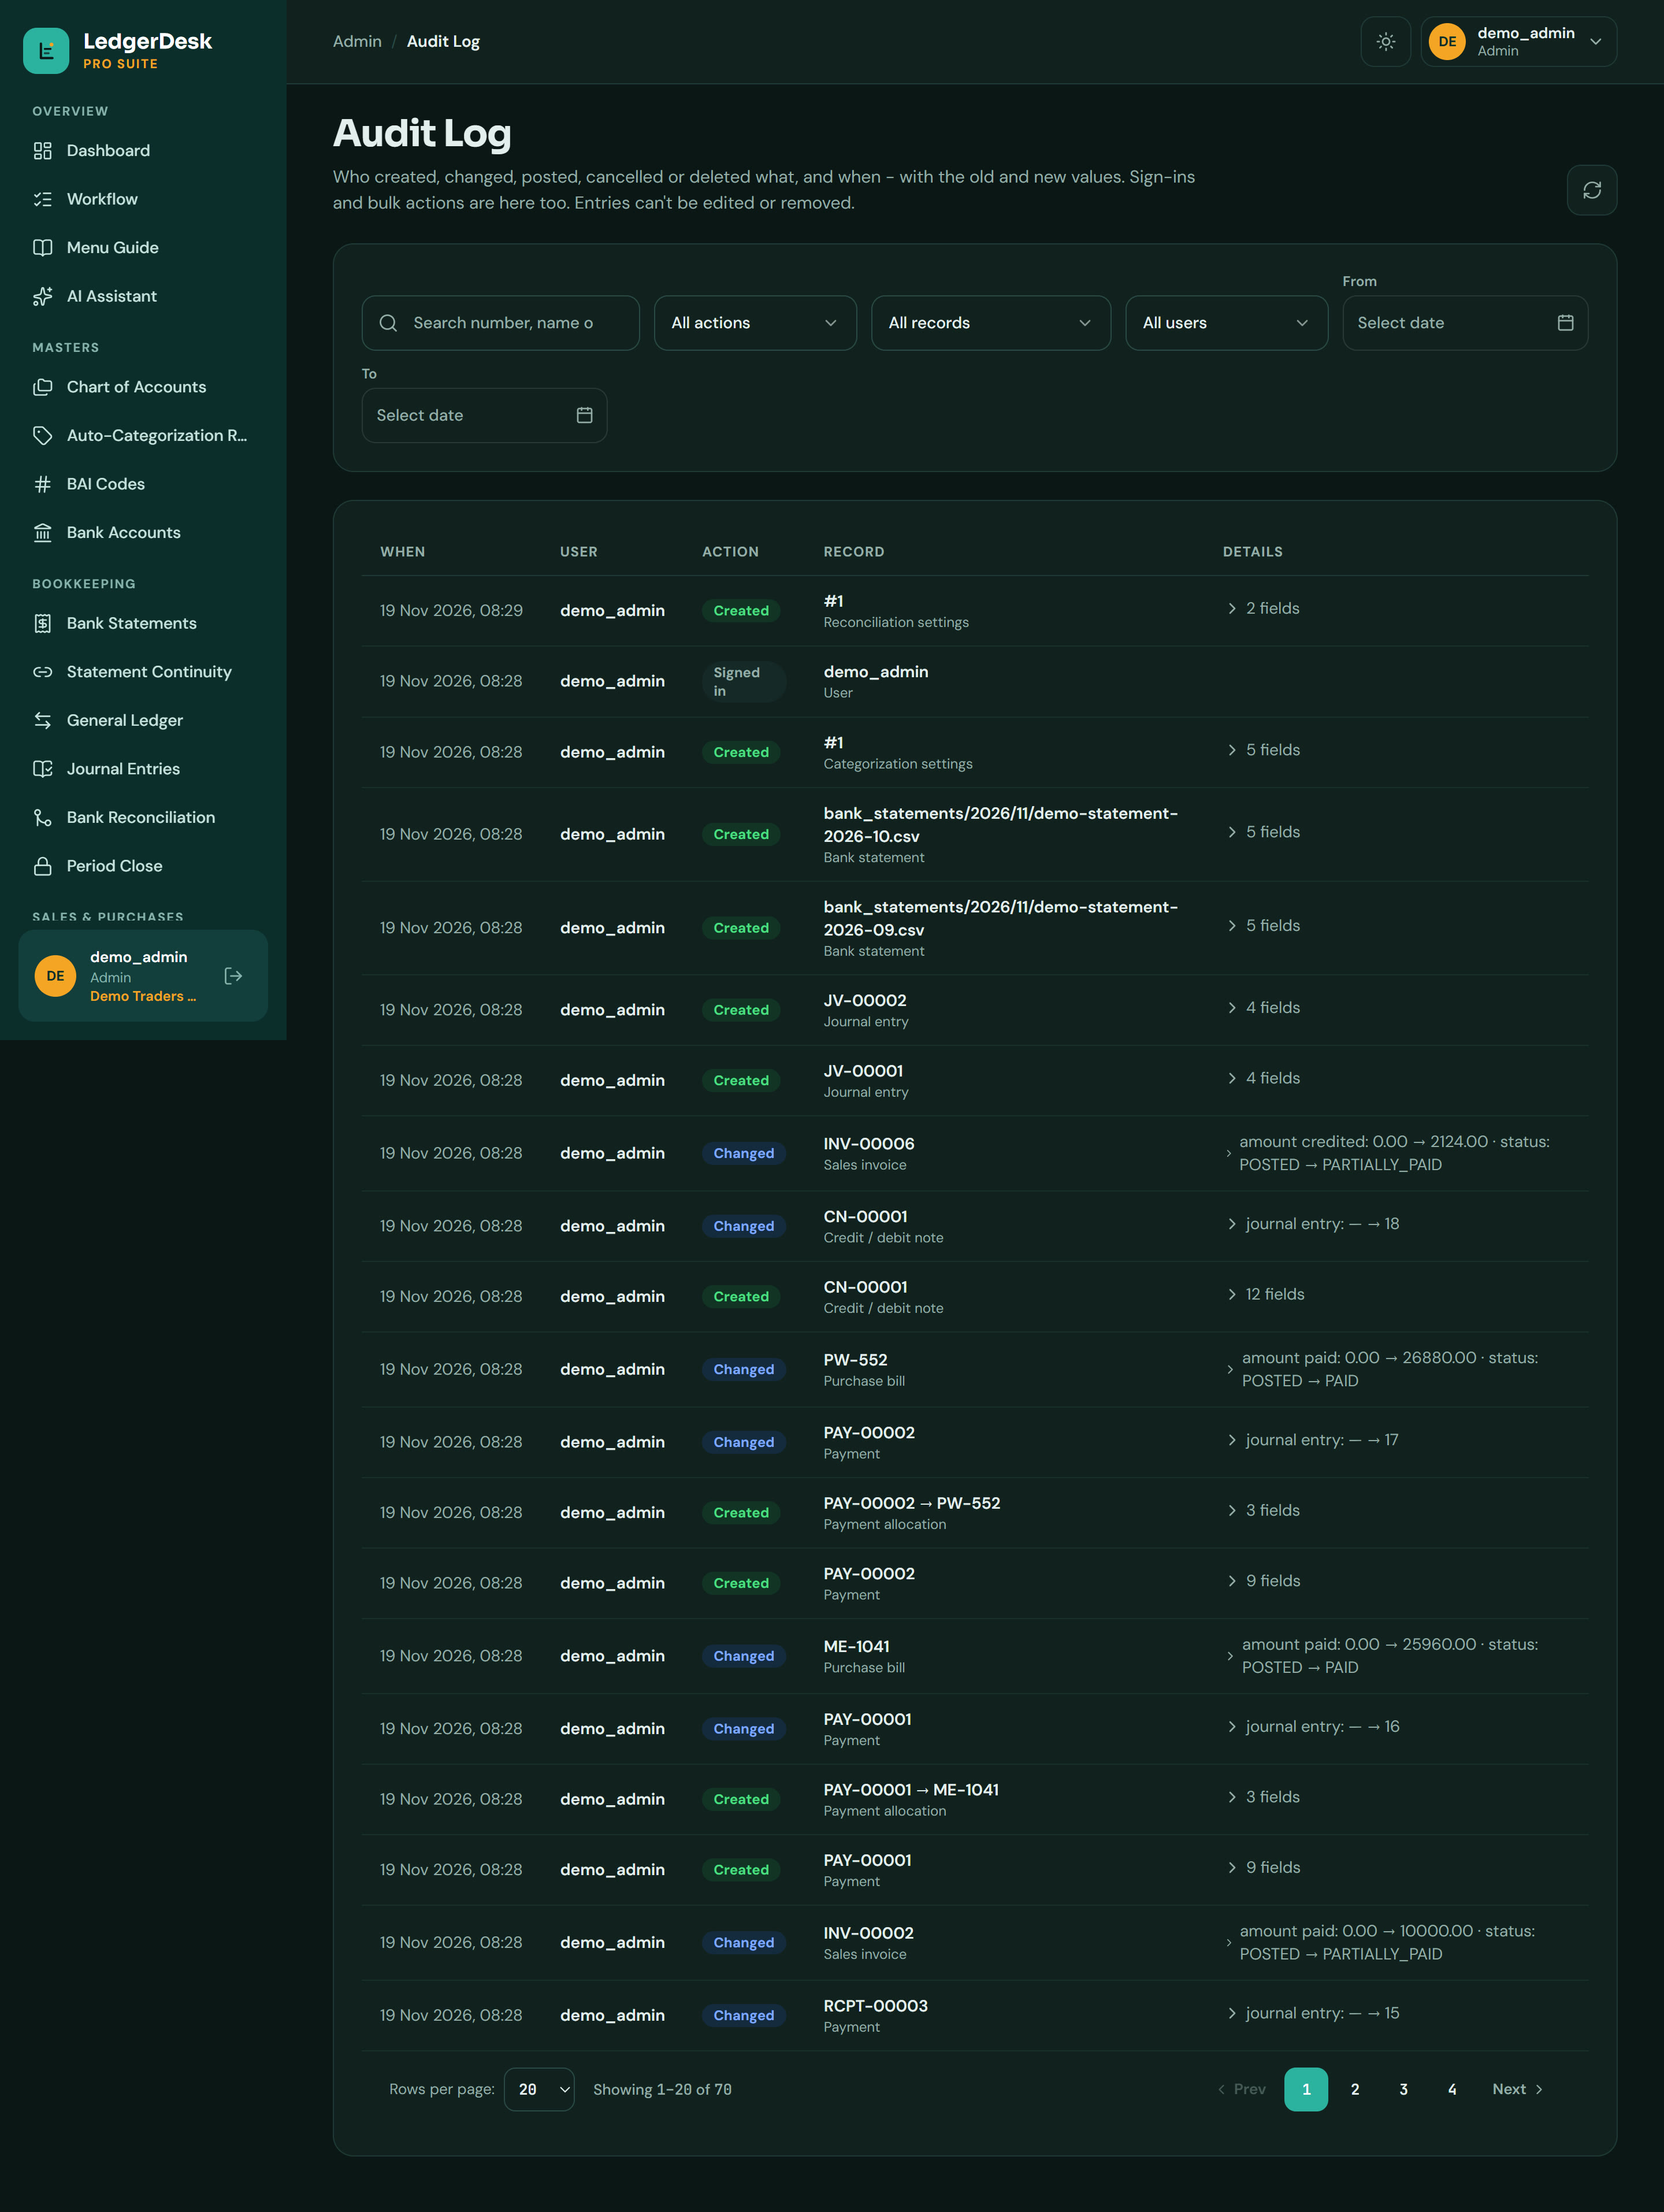 LedgerDesk
PRO SUITE
OVERVIEW
Dashboard
Workflow
Menu Guide
AI Assistant
MASTERS
Chart of Accounts
Auto-Categorization R...
BAI Codes
Bank Accounts
BOOKKEEPING
Bank Statements
Statement Continuity
General Ledger
Journal Entries
Bank Reconciliation
Period Close
SALES & PURCHASES
DE
demo_admin
Admin
Demo Traders ...
Admin / Audit Log
DE
demo_admin
Admin
Audit Log
Who created, changed, posted, cancelled or deleted what, and when - with the old and new values. Sign-ins
and bulk actions are here too. Entries can't be edited or removed.
Search number, name o
All actions
All records
All users
From
Select date
To
Select date
WHEN USER ACTION RECORD DETAILS
19 Nov 2026, 08:29 demo_admin Created #1 2 fields
Reconciliation settings
19 Nov 2026, 08:28 demo_admin Signed in demo_admin
User
19 Nov 2026, 08:28 demo_admin Created #1 5 fields
Categorization settings
19 Nov 2026, 08:28 demo_admin Created bank_statements/2026/11/demo-statement- 5 fields
2026-10.csv
Bank statement
19 Nov 2026, 08:28 demo_admin Created bank_statements/2026/11/demo-statement- 5 fields
2026-09.csv
Bank statement
19 Nov 2026, 08:28 demo_admin Created JV-00002 4 fields
Journal entry
19 Nov 2026, 08:28 demo_admin Created JV-00001 4 fields
Journal entry
19 Nov 2026, 08:28 demo_admin Changed INV-00006 amount credited: 0.00 → 2124.00 · status:
Sales invoice POSTED → PARTIALLY_PAID
19 Nov 2026, 08:28 demo_admin Changed CN-00001 journal entry: — → 18
Credit / debit note
19 Nov 2026, 08:28 demo_admin Created CN-00001 12 fields
Credit / debit note
19 Nov 2026, 08:28 demo_admin Changed PW-552 amount paid: 0.00 → 26880.00 · status:
Purchase bill POSTED → PAID
19 Nov 2026, 08:28 demo_admin Changed PAY-00002 journal entry: — → 17
Payment
19 Nov 2026, 08:28 demo_admin Created PAY-00002 → PW-552 3 fields
Payment allocation
19 Nov 2026, 08:28 demo_admin Created PAY-00002 9 fields
Payment
19 Nov 2026, 08:28 demo_admin Changed ME-1041 amount paid: 0.00 → 25960.00 · status:
Purchase bill POSTED → PAID
19 Nov 2026, 08:28 demo_admin Changed PAY-00001 journal entry: — → 16
Payment
19 Nov 2026, 08:28 demo_admin Created PAY-00001 → ME-1041 3 fields
Payment allocation
19 Nov 2026, 08:28 demo_admin Created PAY-00001 9 fields
Payment
19 Nov 2026, 08:28 demo_admin Changed INV-00002 amount paid: 0.00 → 10000.00 · status:
Sales invoice POSTED → PARTIALLY_PAID
19 Nov 2026, 08:28 demo_admin Changed RCPT-00003 journal entry: — → 15
Payment
Rows per page: 20 Showing 1-20 of 70 Prev 1 2 3 4 Next